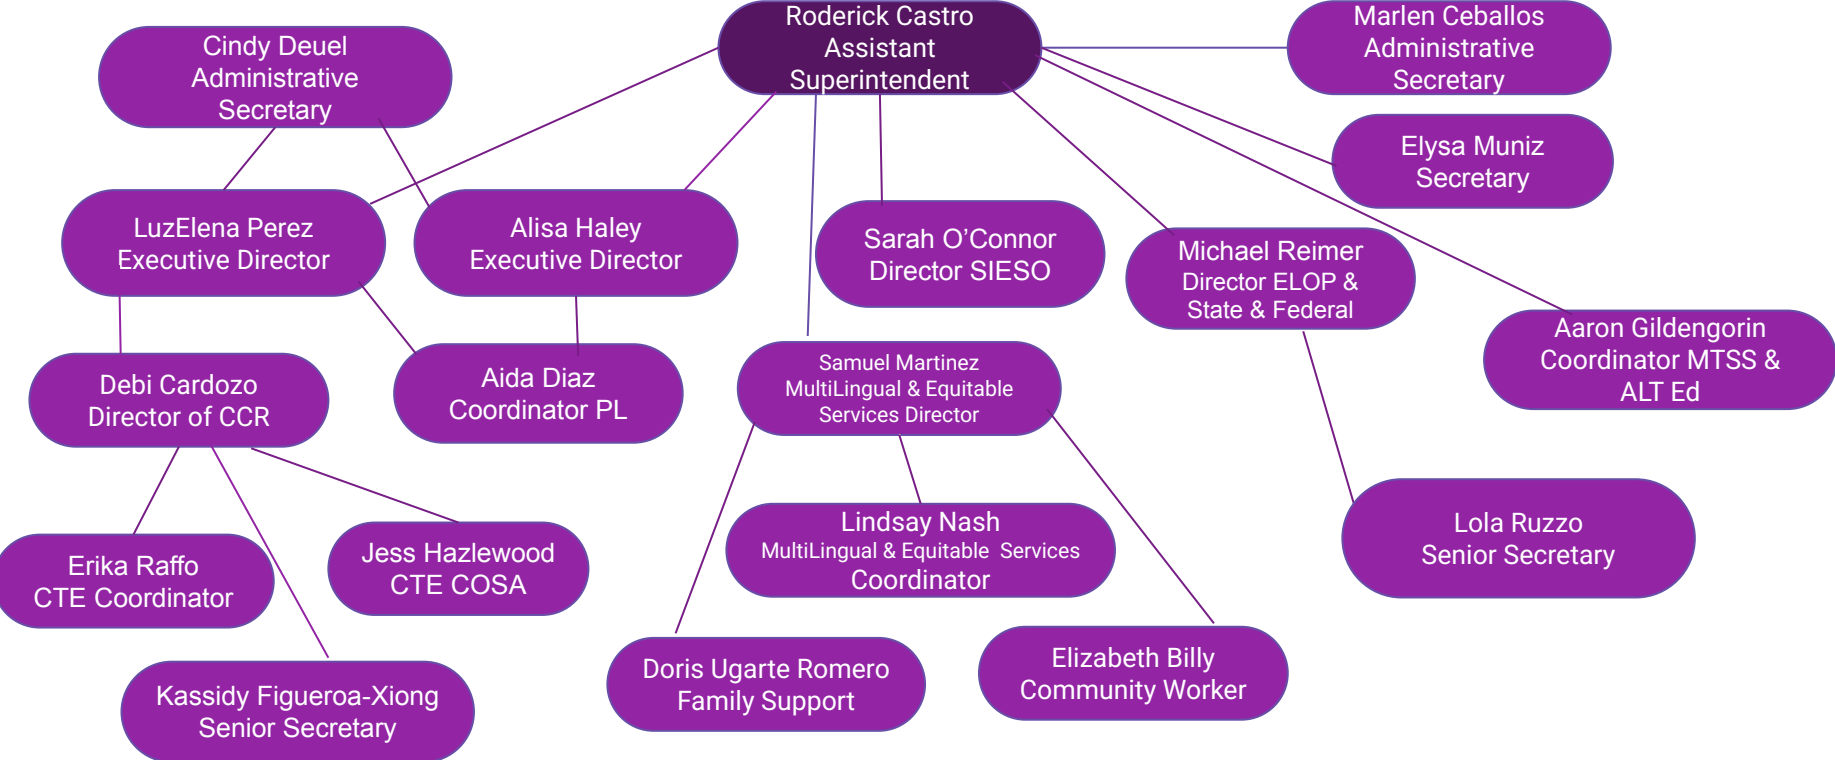 Roderick Castro
Assistant
Superintendent
Marlen Ceballos
Administrative
Secretary
Cindy Deuel
Administrative
Secretary
Elysa Muniz
Secretary
LuzElena Perez
Executive Director
Alisa Haley
Executive Director
Sarah O’Connor
Director SIESO
Michael Reimer
Director ELOP &
State & Federal
Aaron Gildengorin
Coordinator MTSS &
ALT Ed
Debi Cardozo
Director of CCR
Aida Diaz
Coordinator PL
Samuel Martinez
MultiLingual & Equitable
Services Director
Erika Raffo
CTE Coordinator
Jess Hazlewood
CTE COSA
Lindsay Nash
MultiLingual & Equitable Services
Coordinator
Lola Ruzzo
Senior Secretary
Kassidy Figueroa-Xiong
Senior Secretary
Doris Ugarte Romero
Family Support
Elizabeth Billy
Community Worker